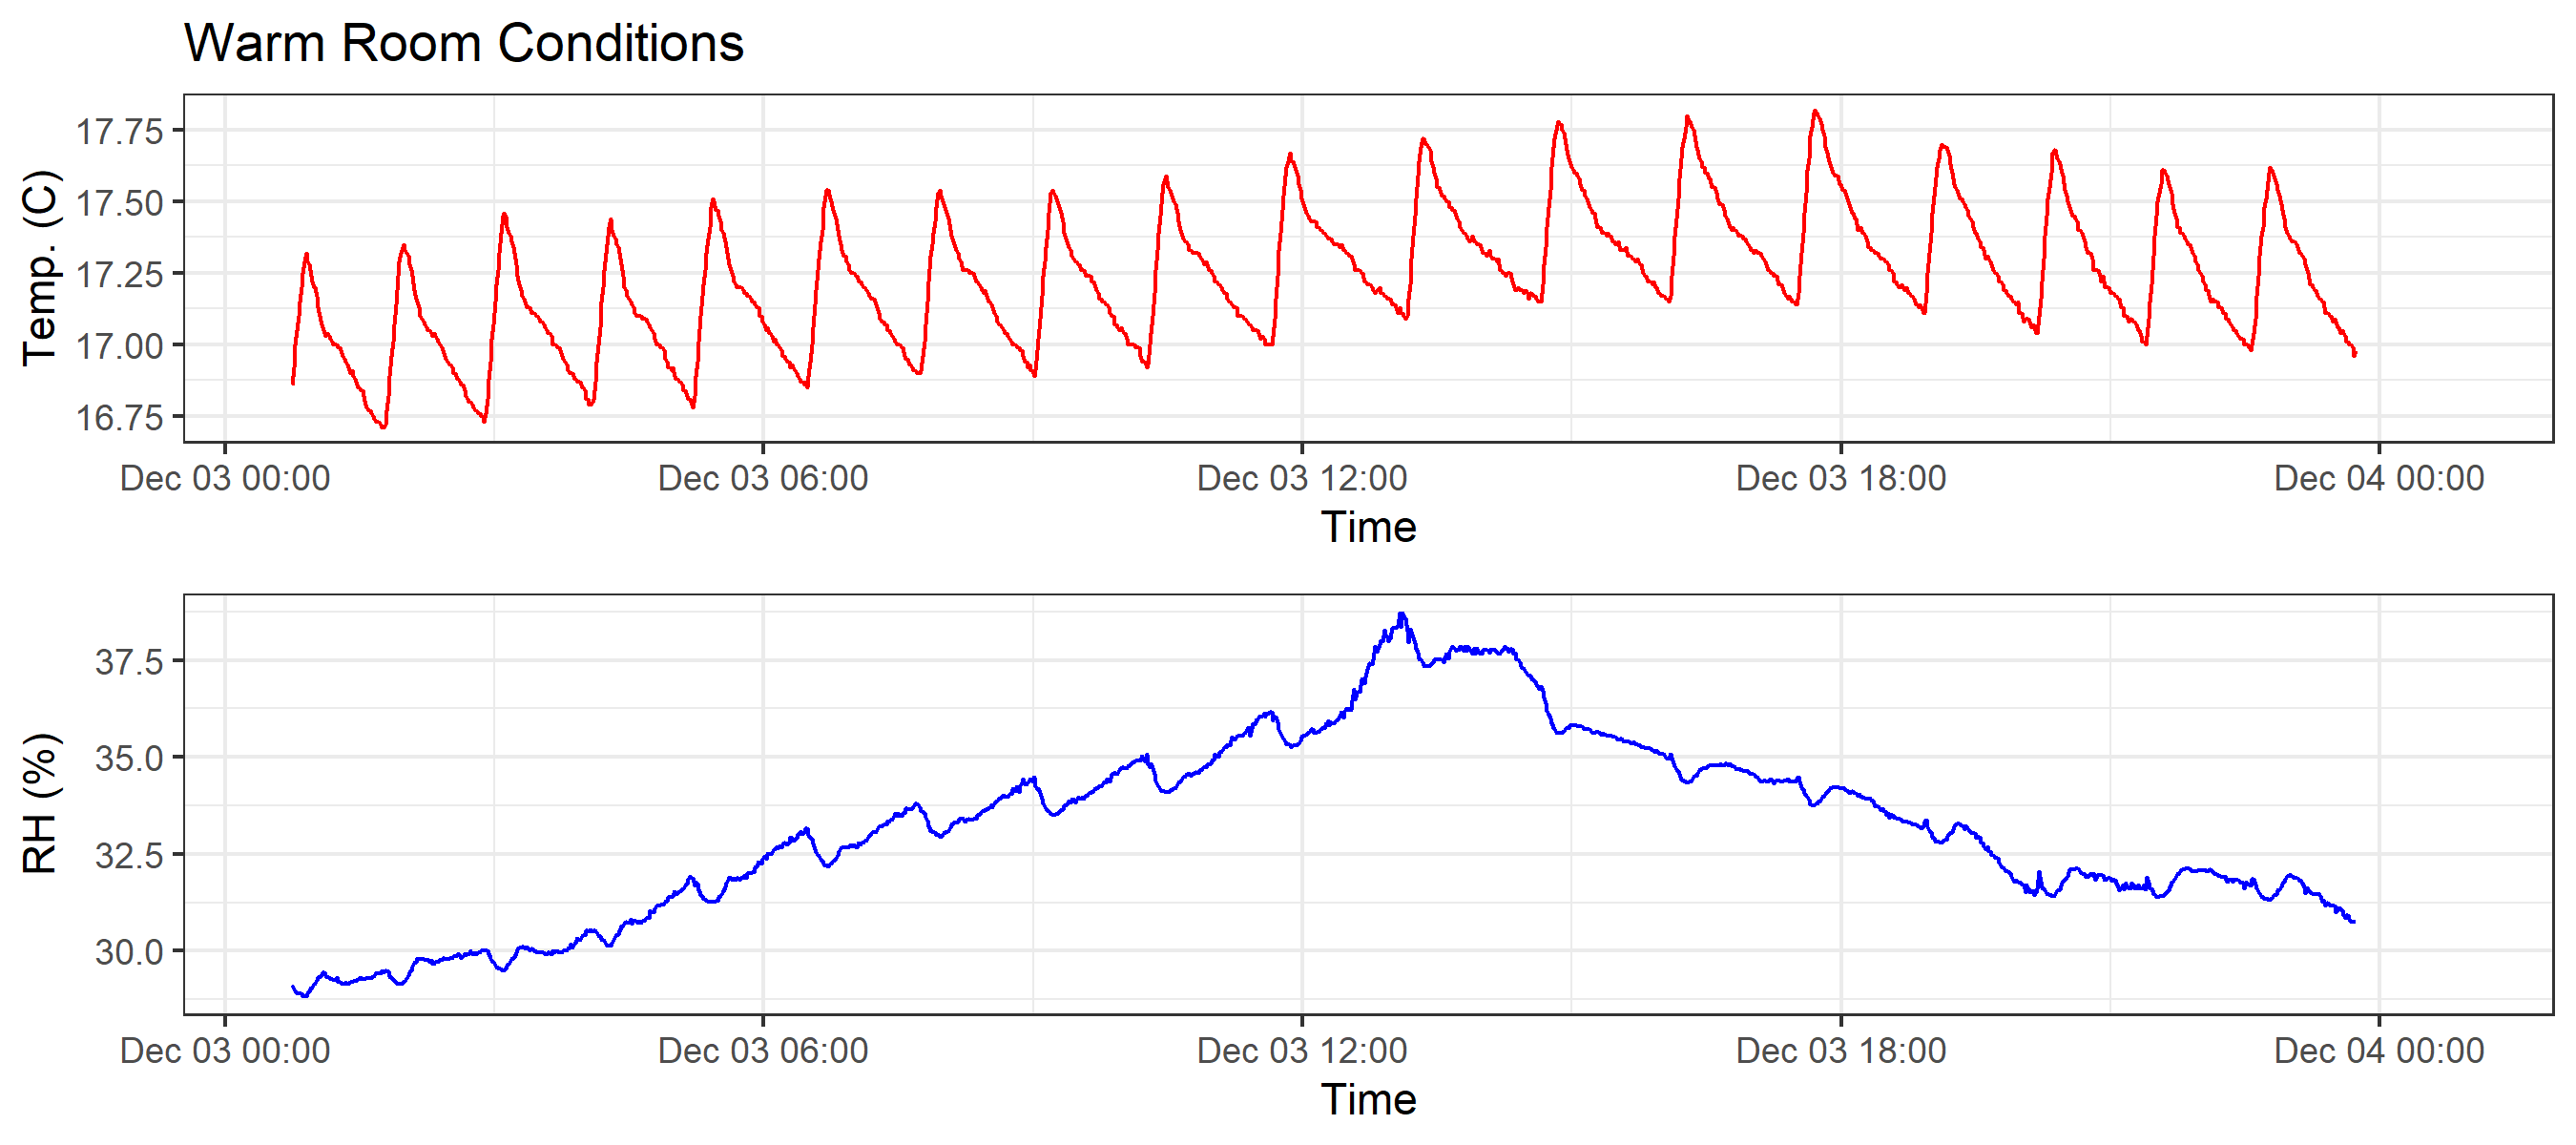 Warm Room Conditions
Temp. (C)
17.75
17.50
17.25
17.00
16.75
Dec 03 00:00 Dec 03 06:00 Dec 03 12:00 Dec 03 18:00 Dec 04 00:00
Time
RH (%)
37.5
35.0
32.5
30.0
Dec 03 00:00 Dec 03 06:00 Dec 03 12:00 Dec 03 18:00 Dec 04 00:00
Time